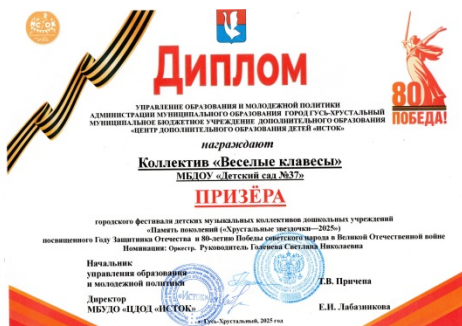 Диплом
80
ПОБЕДА!
УПРАВЛЕНИЕ ОБРАЗОВАНИЯ И МОЛОДЕЖНОЙ ПОЛИТИКИ
АДМИНИСТРАЦИИ МУНИЦИПАЛЬНОГО ОБРАЗОВАНИЯ ГОРОД ГУСЬ-ХРУСТАЛЬНЫЙ
МУНИЦИПАЛЬНОЕ БЮДЖЕТНОЕ УЧРЕЖДЕНИЕ ДОПОЛНИТЕЛЬНОГО ОБРАЗОВАНИЯ
«ЦЕНТР ДОПОЛНИТЕЛЬНОГО ОБРАЗОВАНИЯ ДЕТЕЙ «ИСТОК»
награждают
Коллектив «Веселые клавесы»
МБДОУ «Детский сад №37»
ПРИЗЁРА
городского фестиваля детских музыкальных коллективов дошкольных учреждений
«Память поколений («Хрустальные звездочки—2025»)
посвященного Году Защитника Отечества и 80-летию Победы советского народа в Великой Отечественной войне
Номинация: Оркестр. Руководитель Голенева Светлана Николаевна
Начальник
управления образования
и молодежной политики Т.В. Причепа
Директор
МБУДО «ЦДОД «ИСТОК» Е.И. Лабазникова
г. Гусь-Хрустальный, 2025 год